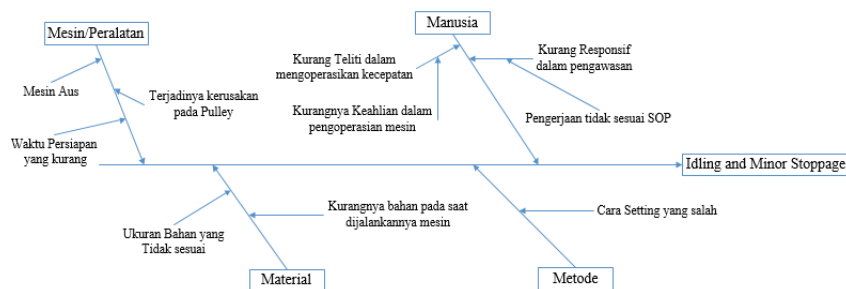 Mesin/Peralatan
Manusia
Mesin Aus
Terjadinya kerusakan
pada Pulley
Waktu Persiapan
yang kurang
Kurang Teliti dalam
mengoperasikan kecepatan
Kurangnya Keahlian dalam
pengoperasian mesin
Kurang Responsif
dalam pengawasan
Pengerjaan tidak sesuai SOP
Idling and Minor Stoppage
Ukuran Bahan yang
Tidak sesuai
Kurangnya bahan pada saat
dijalankannya mesin
Cara Setting yang salah
Material
Metode